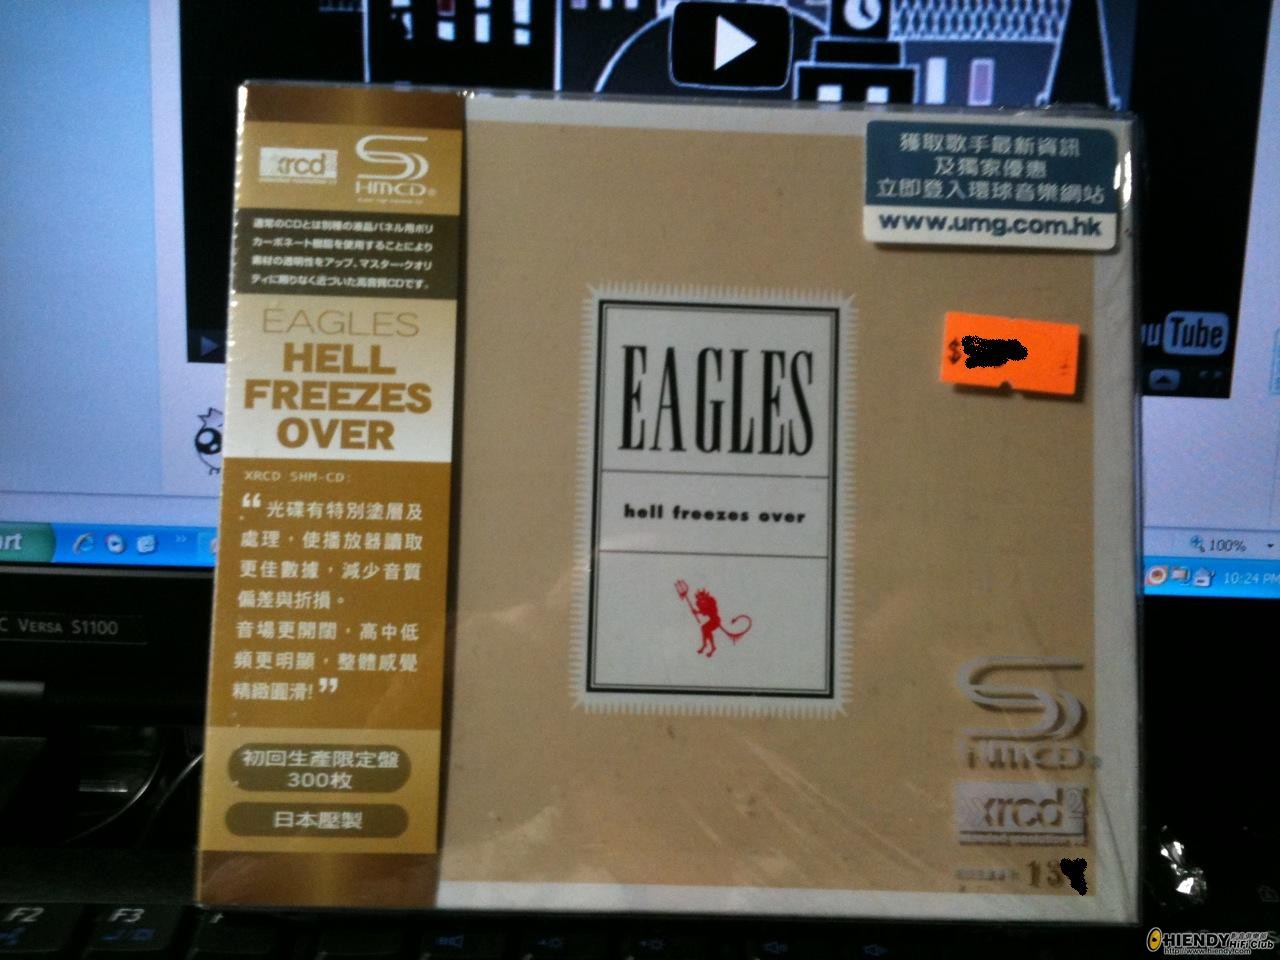 xrcd
SHMCD®
通常のCDとは別種の液晶パネル用ポリ
カーボネート樹脂を使用することにより
素材の透明性をアップ、マスター・クオリ
ティに限りなく近づいた高音質CDです。
EAGLES
HELL
FREEZES
OVER
XRCD SHM-CD:
“光碟有特別塗層及
處理，使播放器讀取
更佳數據，減少音質
偏差與折損。
音場更開闊，高中低
頻更明顯，整體感覺
精緻圓滑!”
初回生產限定盤
300枚
日本壓製
獲取歌手最新資訊
及獨家優惠
立即登入環球音樂網站
www.umg.com.hk
$
EAGLES
hell freezes over
SHMCD®
xrcd2
13
ou Tube
art
100%
10:24 PM
C VERSA S1100
F2
F3
HIENDY HiFi Club
http://www.hiendy.com